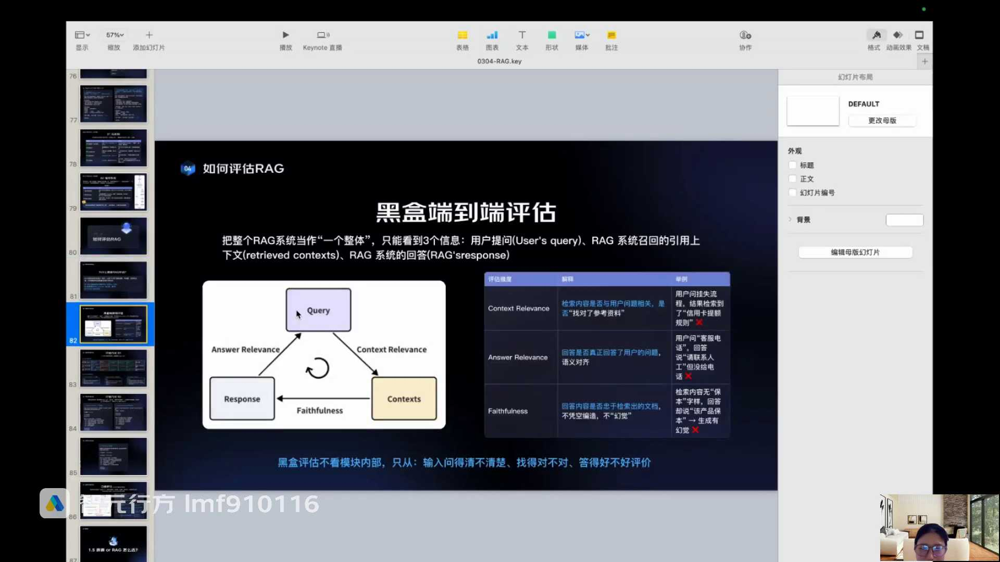 57%
显示
缩放
添加幻灯片
播放
Keynote 直播
表格
图表
文本
形状
媒体
批注
协作
格式
动画效果
文稿
0304-RAG.key
76
77
78
79
如何评估RAG
80
81
82
83
84
85
86
1.5 微调 or RAG 怎么选?
87
04 如何评估RAG
黑盒端到端评估
把整个RAG系统当作“一个整体”，只能看到3个信息：用户提问(User's query)、RAG 系统召回的引用上
下文(retrieved contexts)、RAG 系统的回答(RAG'sresponse)
Query
Answer Relevance
Context Relevance
Response
Contexts
Faithfulness
评估维度
解释
举例
Context Relevance
检索内容是否与用户问题相关，是
否“找对了参考资料”
用户问挂失流
程，结果检索到
了“信用卡提额
规则” ❌
Answer Relevance
回答是否真正回答了用户的问题，
语义对齐
用户问“客服电
话”，回答
说“请联系人
工”但没给电
话 ❌
Faithfulness
回答内容是否忠于检索出的文档，
不凭空编造，不“幻觉”
检索内容无“保
本”字样，回答
却说“该产品保
本” → 生成有
幻觉 ❌
黑盒评估不看模块内部，只从：输入问得清不清楚、找得对不对、答得好不好评价
幻灯片布局
DEFAULT
更改母版
外观
标题
正文
幻灯片编号
背景
编辑母版幻灯片
智元行方 lmf910116